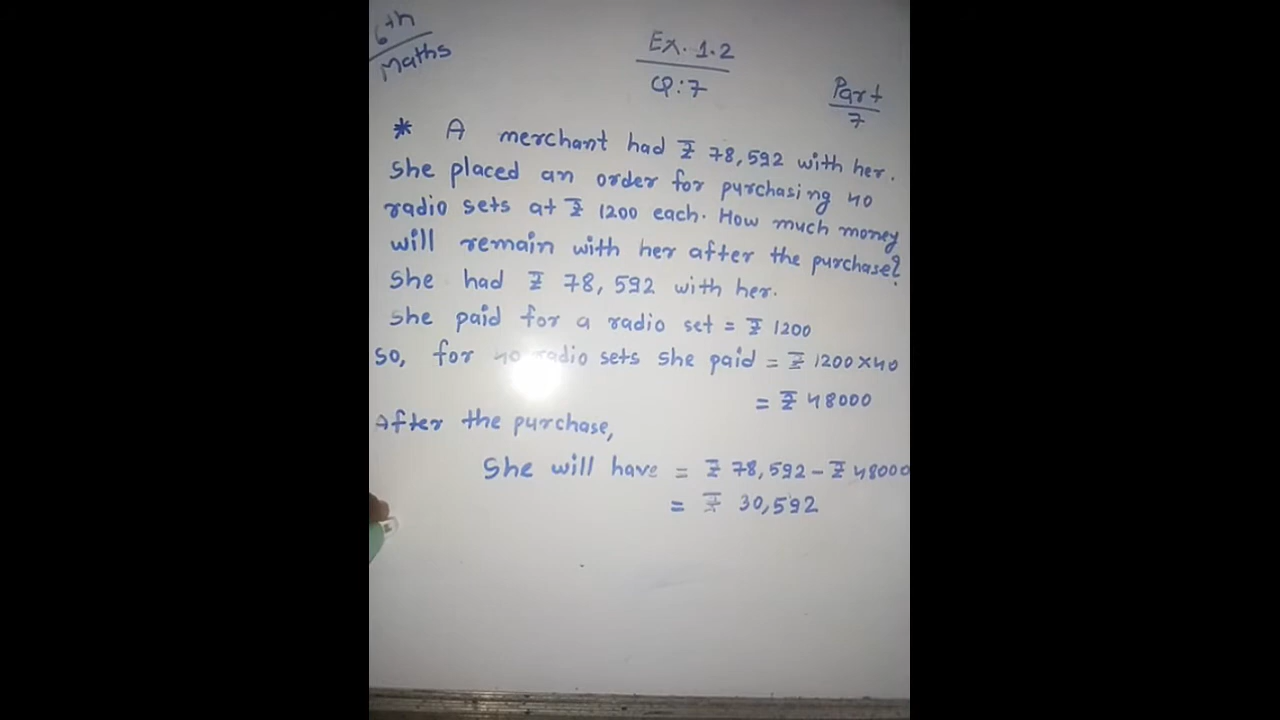 6th
Maths
Ex. 1.2
Q:7
Part
7
* A merchant had ₹ 78,592 with her.
She placed an order for purchasing 40
radio sets at ₹ 1200 each. How much money
will remain with her after the purchase?
She had ₹ 78,592 with her.
She paid for a radio set = ₹ 1200
So, for 40 radio sets she paid = ₹ 1200×40
= ₹ 48000
After the purchase,
She will have = ₹ 78,592 - ₹ 48000
= ₹ 30,592